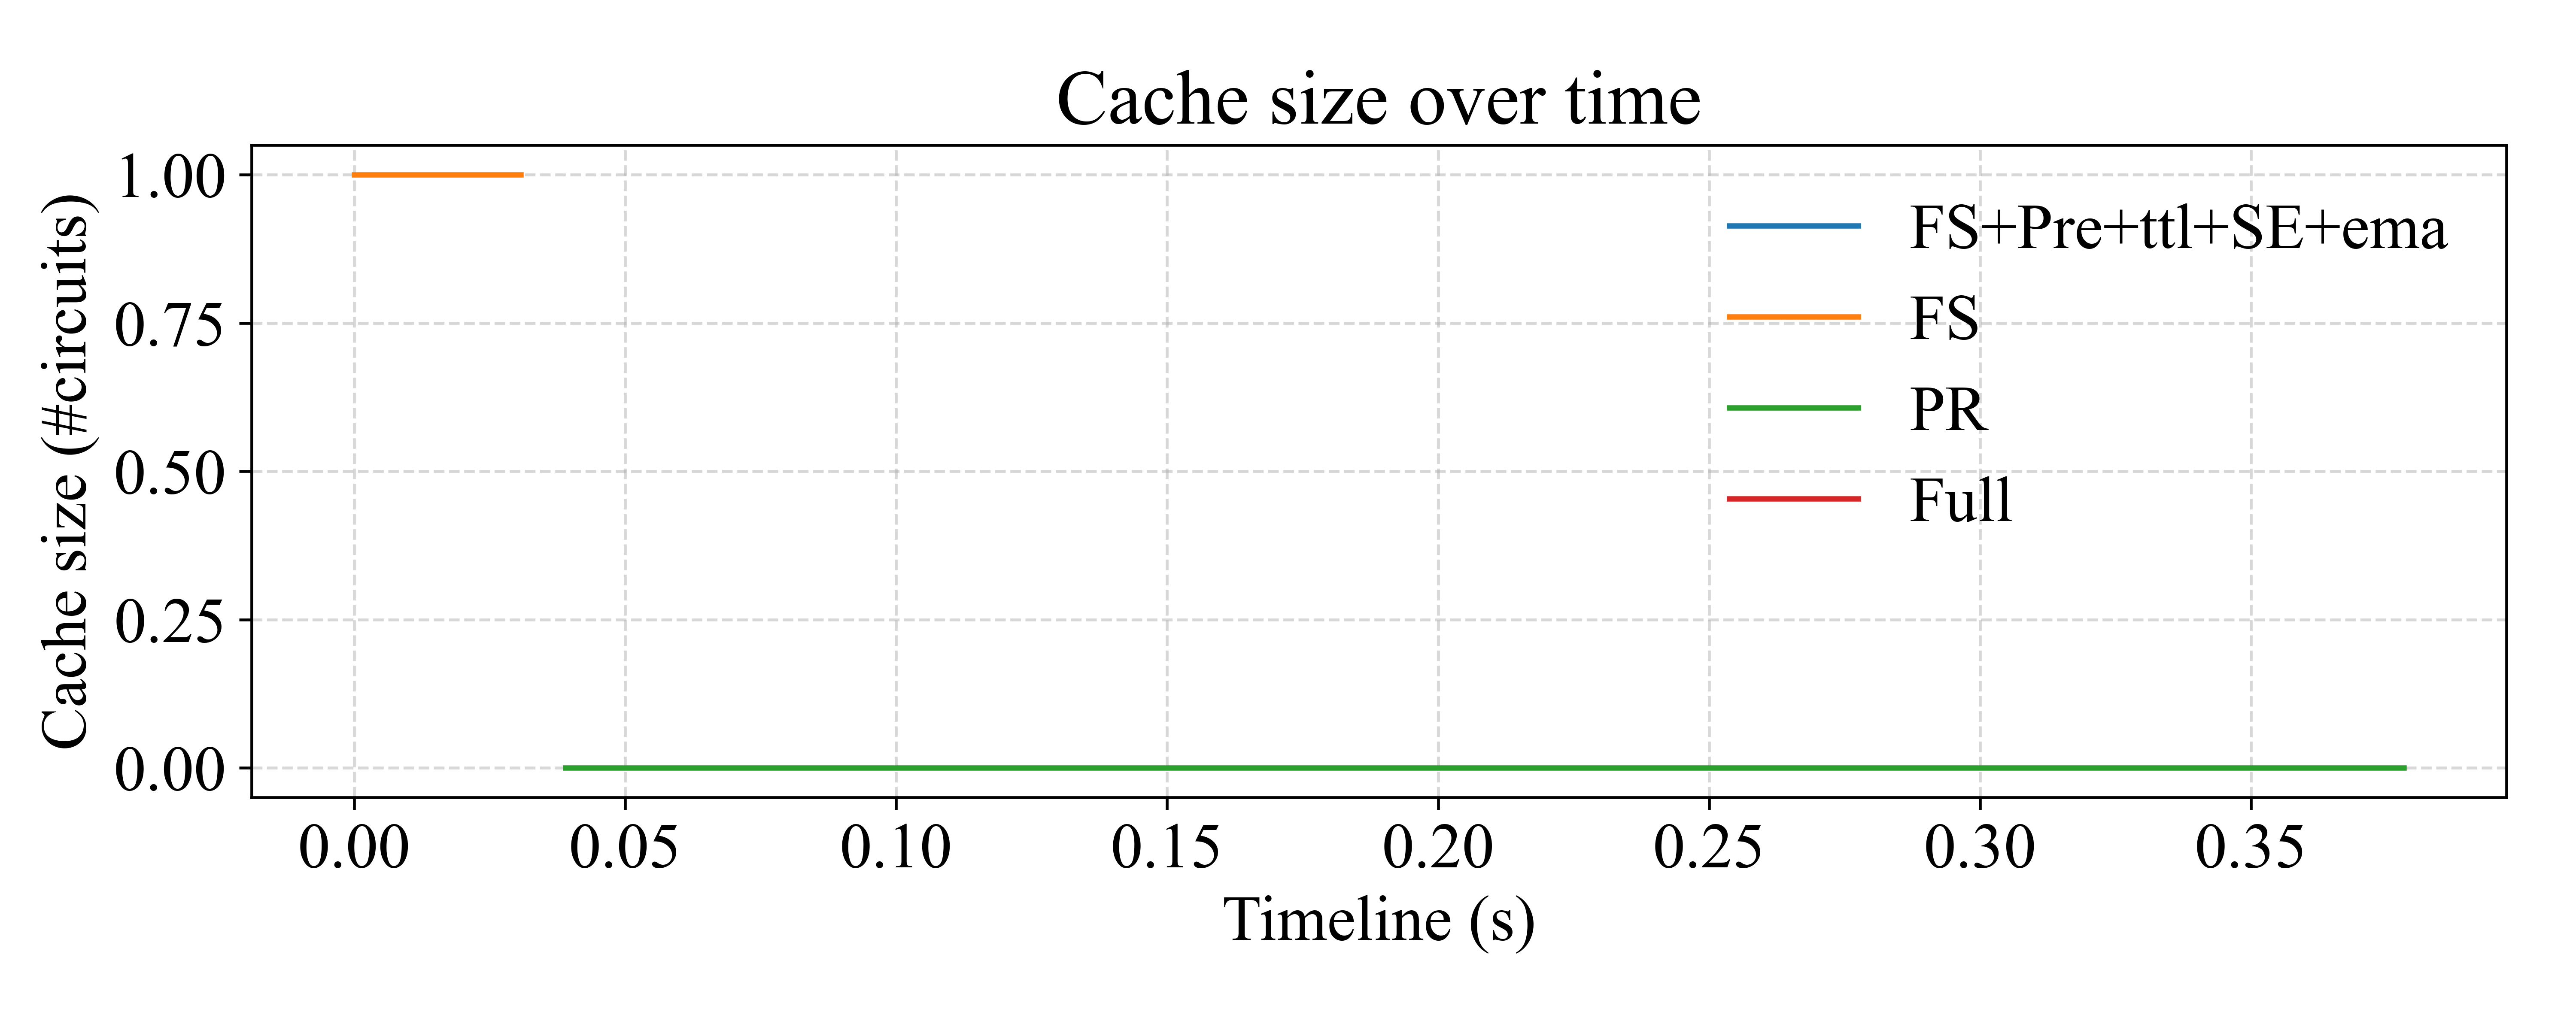 Cache size over time
Cache size (#circuits)
1.00
0.75
0.50
0.25
0.00
FS+Pre+ttl+SE+ema
FS
PR
Full
0.00 0.05 0.10 0.15 0.20 0.25 0.30 0.35
Timeline (s)